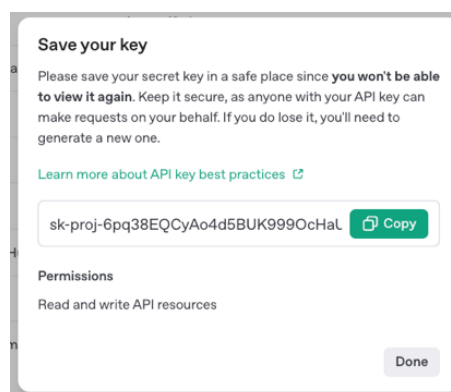 Save your key
Please save your secret key in a safe place since you won't be able
to view it again. Keep it secure, as anyone with your API key can
make requests on your behalf. If you do lose it, you'll need to
generate a new one.
Learn more about API key best practices
sk-proj-6pq38EQCyAo4d5BUK999OcHaU Copy
Permissions
Read and write API resources
Done